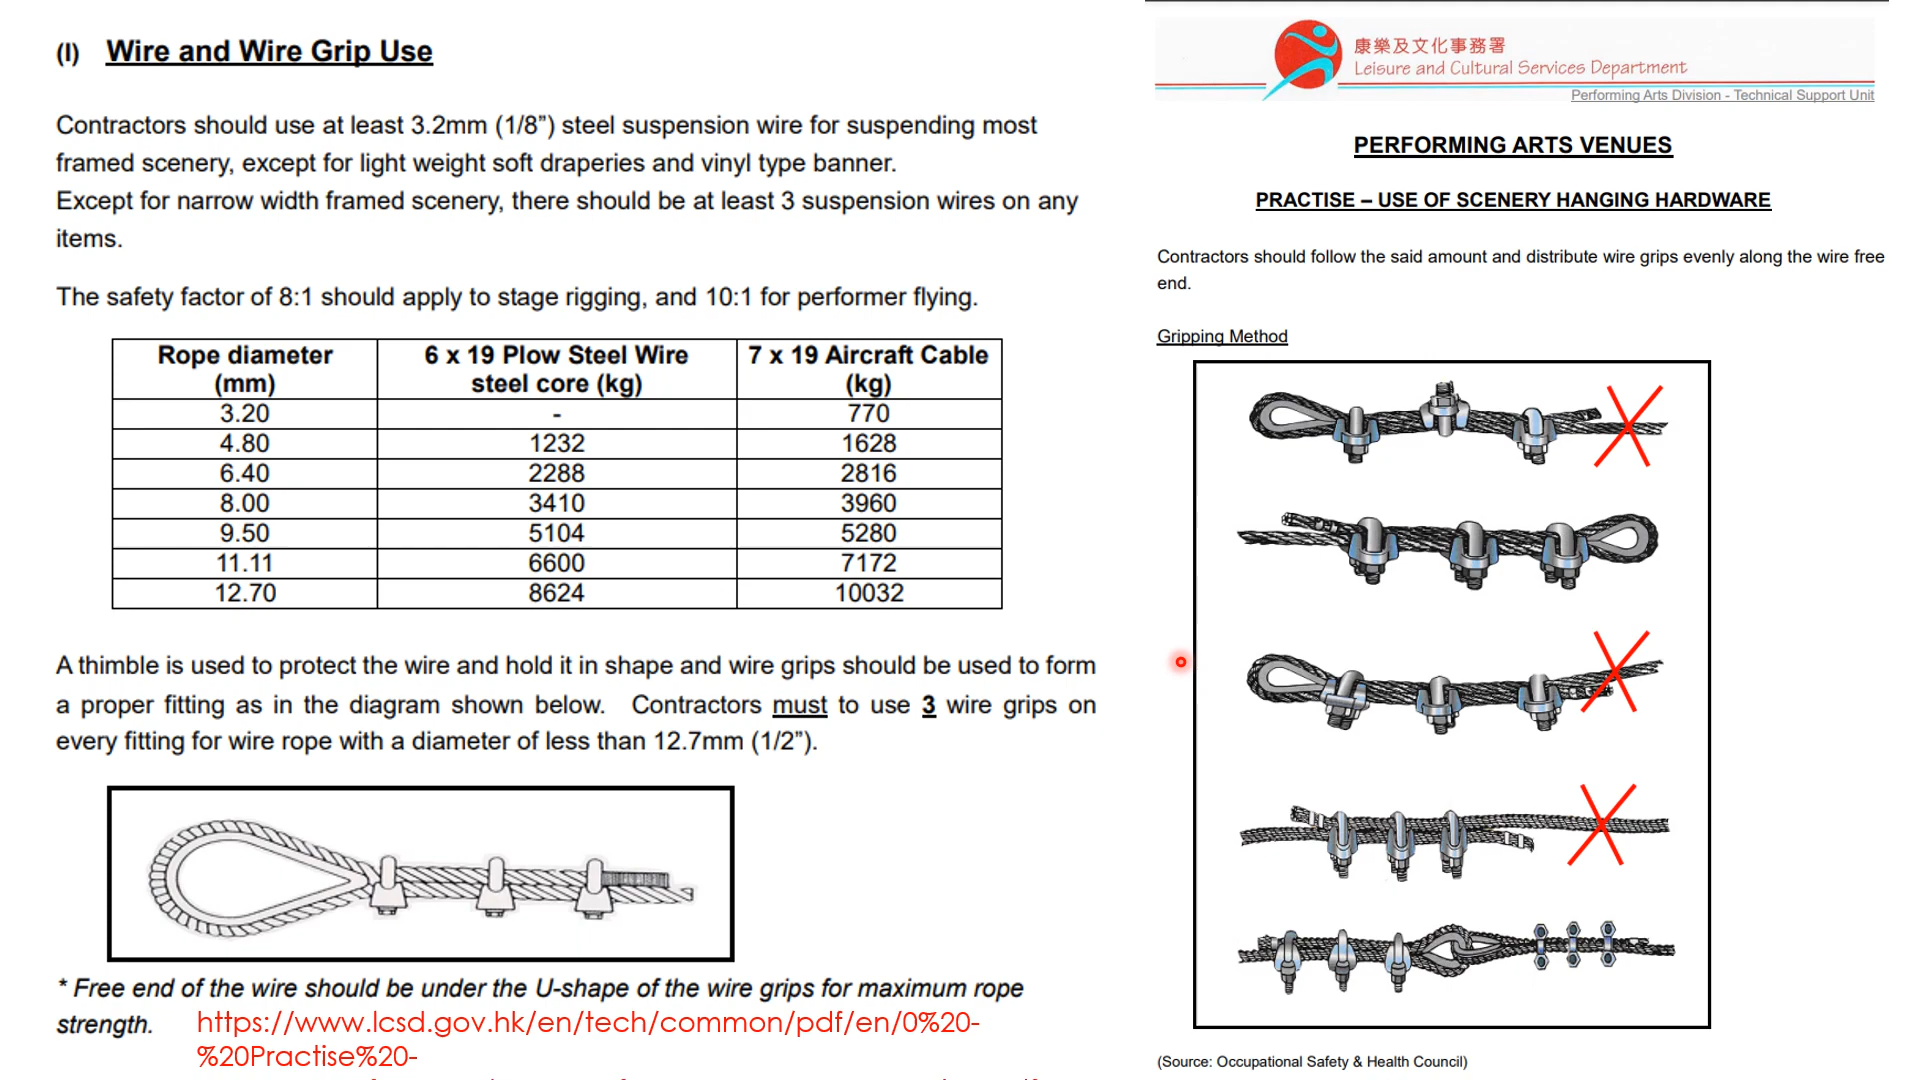 (I) Wire and Wire Grip Use
Contractors should use at least 3.2mm (1/8”) steel suspension wire for suspending most
framed scenery, except for light weight soft draperies and vinyl type banner.
Except for narrow width framed scenery, there should be at least 3 suspension wires on any
items.
The safety factor of 8:1 should apply to stage rigging, and 10:1 for performer flying.
Rope diameter (mm) 6 x 19 Plow Steel Wire steel core (kg) 7 x 19 Aircraft Cable (kg)
3.20 - 770
4.80 1232 1628
6.40 2288 2816
8.00 3410 3960
9.50 5104 5280
11.11 6600 7172
12.70 8624 10032
A thimble is used to protect the wire and hold it in shape and wire grips should be used to form
a proper fitting as in the diagram shown below. Contractors must to use 3 wire grips on
every fitting for wire rope with a diameter of less than 12.7mm (1/2”).
* Free end of the wire should be under the U-shape of the wire grips for maximum rope
strength.
https://www.lcsd.gov.hk/en/tech/common/pdf/en/0%20-
%20Practise%20-
康樂及文化事務署
Leisure and Cultural Services Department
Performing Arts Division - Technical Support Unit
PERFORMING ARTS VENUES
PRACTISE – USE OF SCENERY HANGING HARDWARE
Contractors should follow the said amount and distribute wire grips evenly along the wire free
end.
Gripping Method
(Source: Occupational Safety & Health Council)